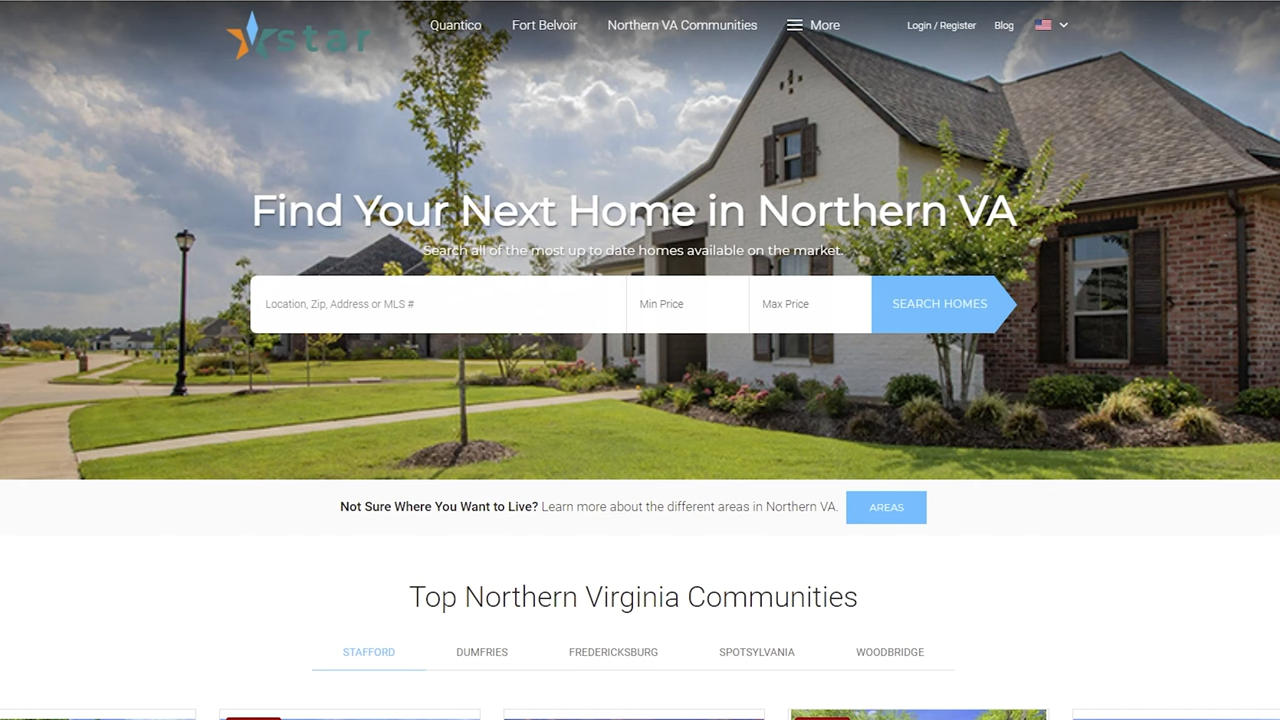 star
Quantico
Fort Belvoir
Northern VA Communities
More
Login / Register
Blog
Find Your Next Home in Northern VA
Search all of the most up to date homes available on the market.
Location, Zip, Address or MLS #
Min Price
Max Price
SEARCH HOMES
Not Sure Where You Want to Live? Learn more about the different areas in Northern VA.
AREAS
Top Northern Virginia Communities
STAFFORD
DUMFRIES
FREDERICKSBURG
SPOTSYLVANIA
WOODBRIDGE